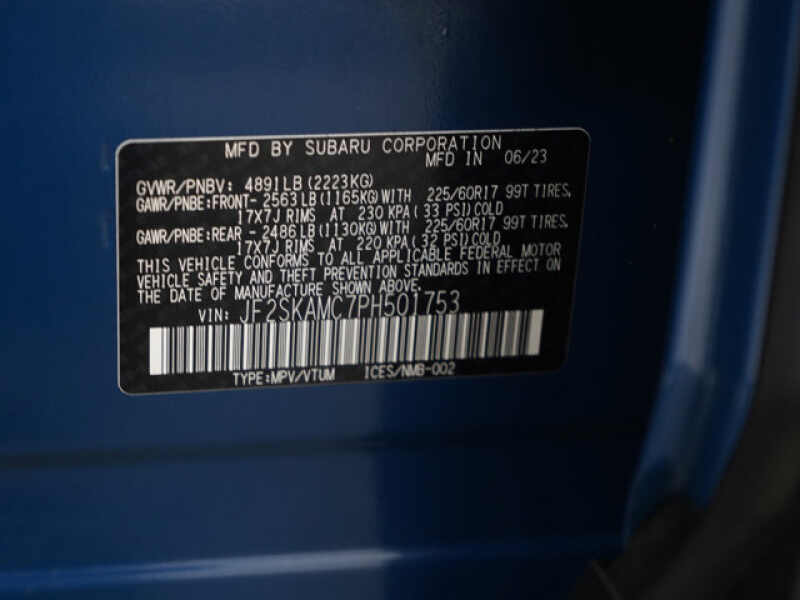 MFD BY SUBARU CORPORATION
MFD IN 06/23
GVWR/PNBV: 4891LB (2223KG)
GAWR/PNBE:FRONT- 2563LB(1165KG)WITH 225/60R17 99T TIRES,
17X7J RIMS AT 230 KPA(33 PSI)COLD
GAWR/PNBE:REAR -2486LB(1130KG)WITH 225/60R17 99T TIRES,
17X7J RIMS AT 220 KPA(32 PSI)COLD
THIS VEHICLE CONFORMS TO ALL APPLICABLE FEDERAL MOTOR
VEHICLE SAFETY AND THEFT PREVENTION STANDARDS IN EFFECT ON
THE DATE OF MANUFACTURE SHOWN ABOVE.
VIN: JF2SKAMC7PH501753
TYPE:MPV/VTUM ICES/NMB-002